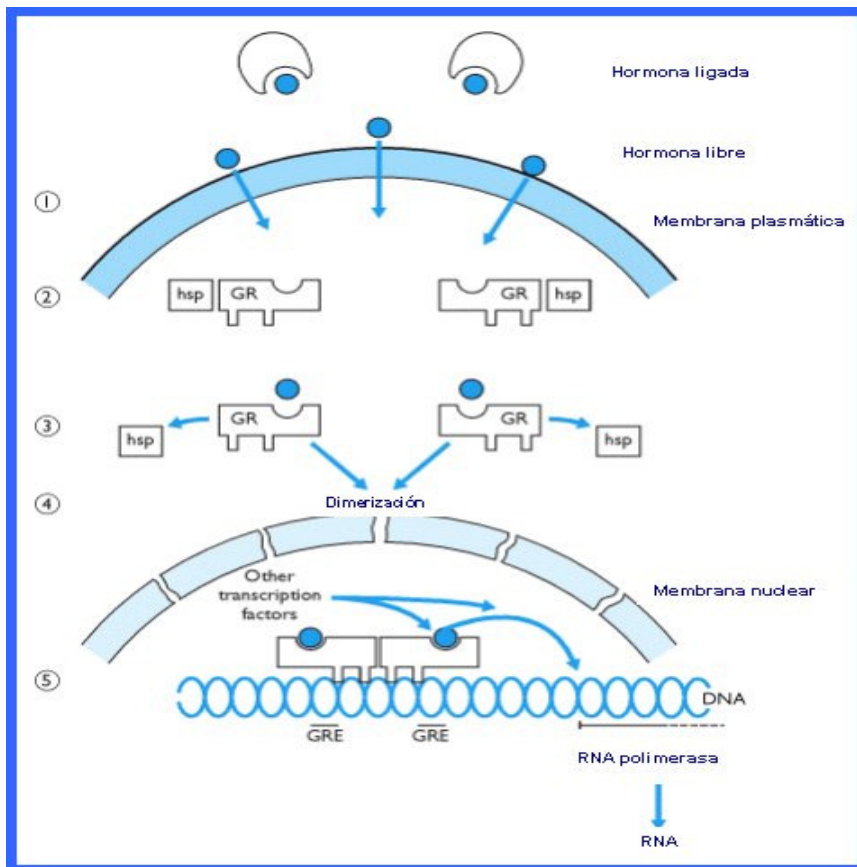 Hormona ligada
Hormona libre
①
Membrana plasmática
②
hsp
GR
GR
hsp
③
GR
GR
hsp
hsp
④
Dimerización
Other
transcription
factors
Membrana nuclear
⑤
DNA
GRE
GRE
RNA polimerasa
RNA